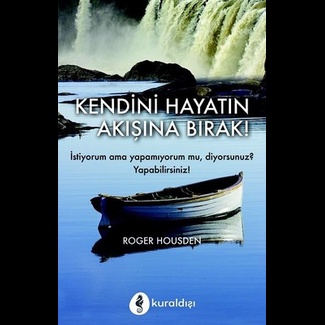 KENDİNİ HAYATIN
AKIŞINA BIRAK!
İstiyorum ama yapamıyorum mu, diyorsunuz?
Yapabilirsiniz!
ROGER HOUSDEN
kuraldışı